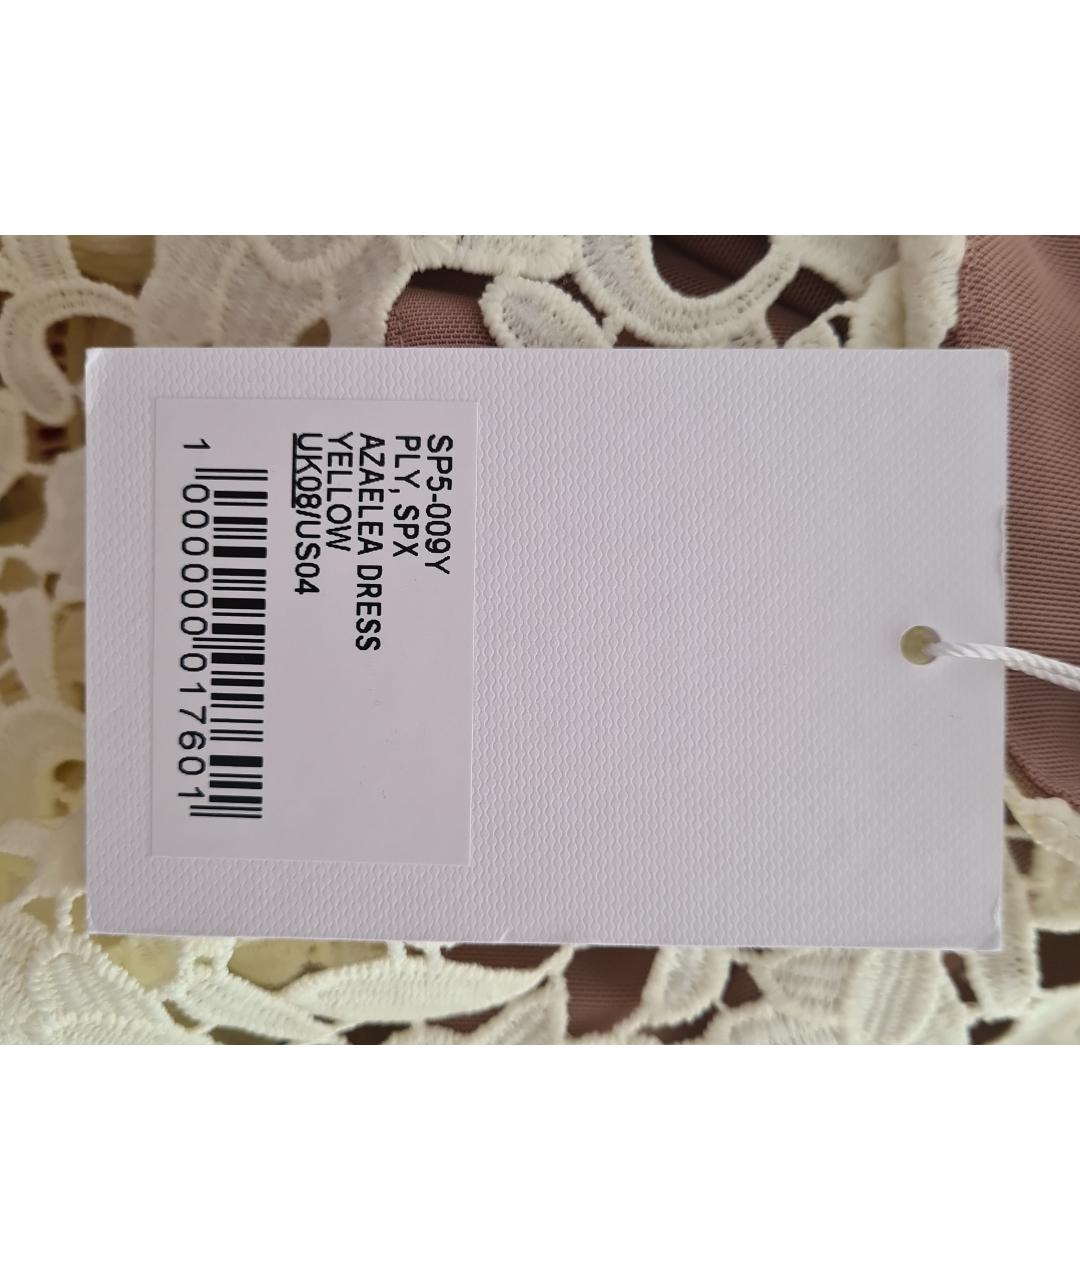 SP5-009Y
PLY, SPX
AZAELEA DRESS
YELLOW
UK08/US04
1 000000 017601